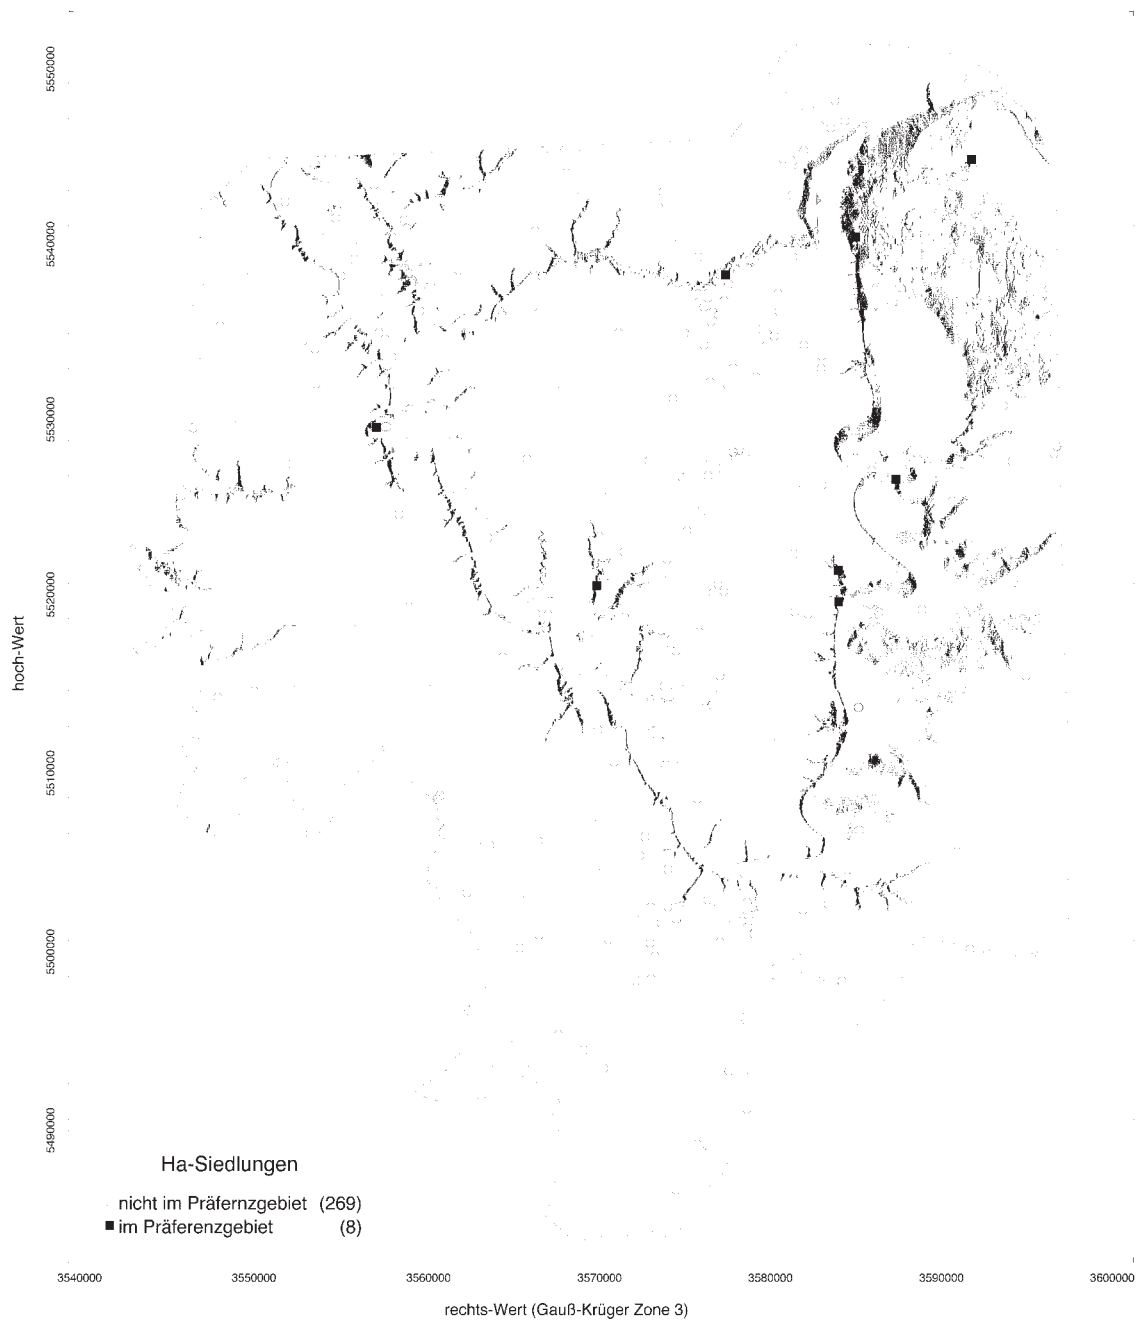 5550000
5540000
5530000
5520000
5510000
5500000
5490000
hoch-Wert
Ha-Siedlungen
nicht im Präfernzgebiet (269)
im Präferenzgebiet (8)
3540000 3550000 3560000 3570000 3580000 3590000 3600000
rechts-Wert (Gauß-Krüger Zone 3)